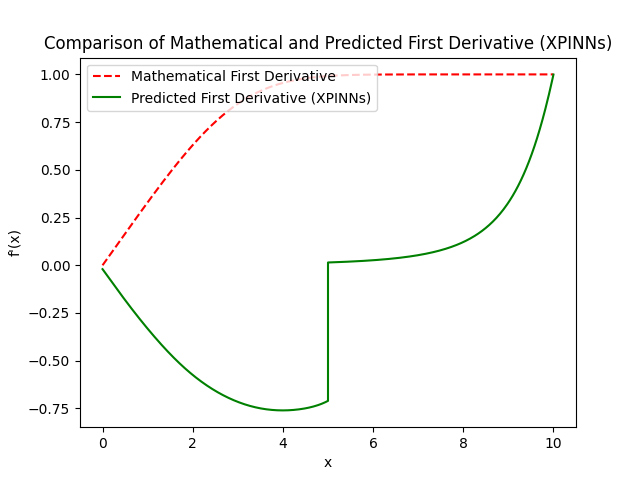 Comparison of Mathematical and Predicted First Derivative (XPINNs)
Mathematical First Derivative
Predicted First Derivative (XPINNs)
1.00
0.75
0.50
0.25
0.00
−0.25
−0.50
−0.75
f'(x)
0 2 4 6 8 10
x